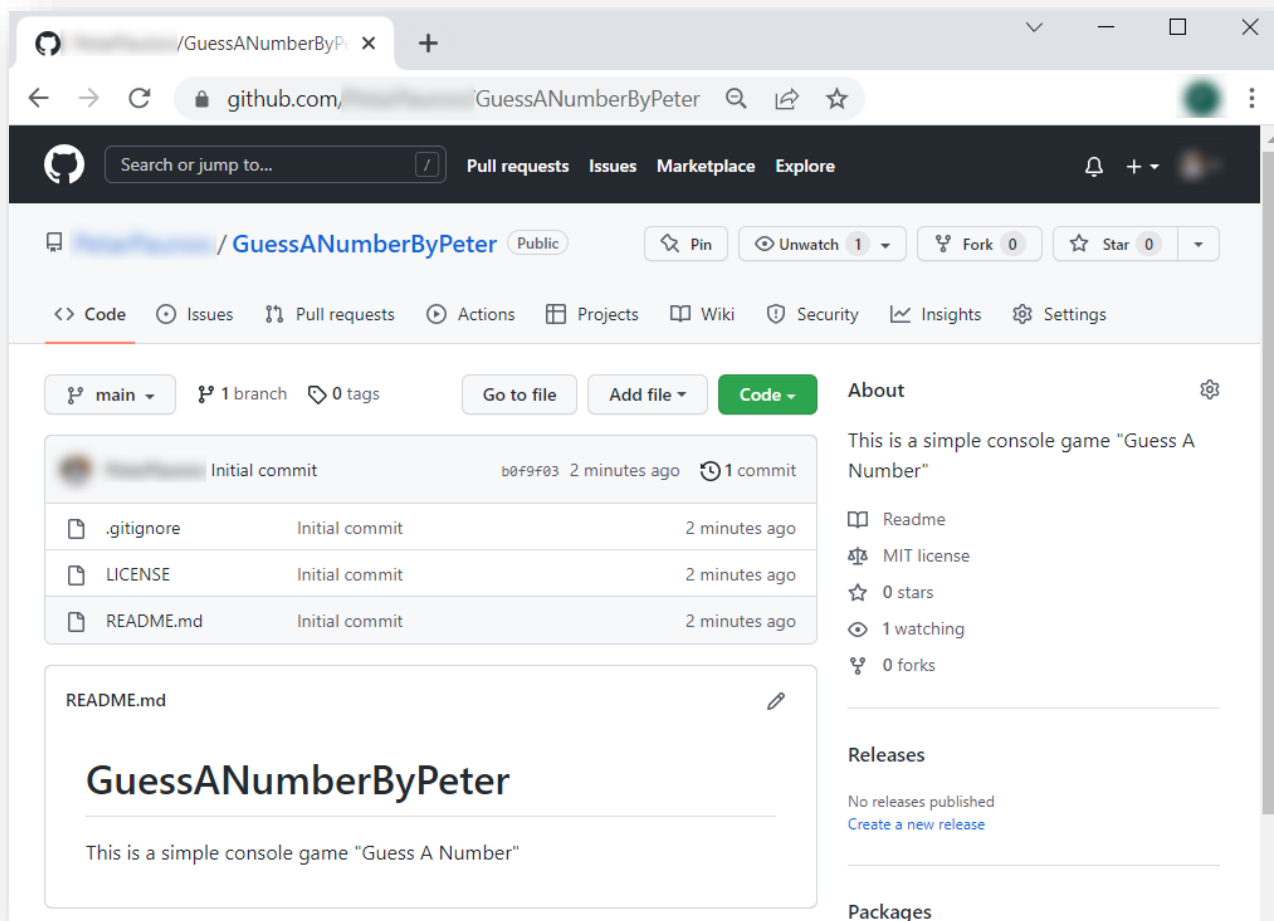 /GuessANumberByP
github.com/ GuessANumberByPeter
Search or jump to... / Pull requests Issues Marketplace Explore
/ GuessANumberByPeter Public Pin Unwatch 1 Fork 0 Star 0
<> Code Issues Pull requests Actions Projects Wiki Security Insights Settings
main 1 branch 0 tags Go to file Add file Code
Initial commit b0f9f03 2 minutes ago 1 commit
.gitignore Initial commit 2 minutes ago
LICENSE Initial commit 2 minutes ago
README.md Initial commit 2 minutes ago
README.md
GuessANumberByPeter
This is a simple console game "Guess A Number"
About
This is a simple console game "Guess A
Number"
Readme
MIT license
0 stars
1 watching
0 forks
Releases
No releases published
Create a new release
Packages